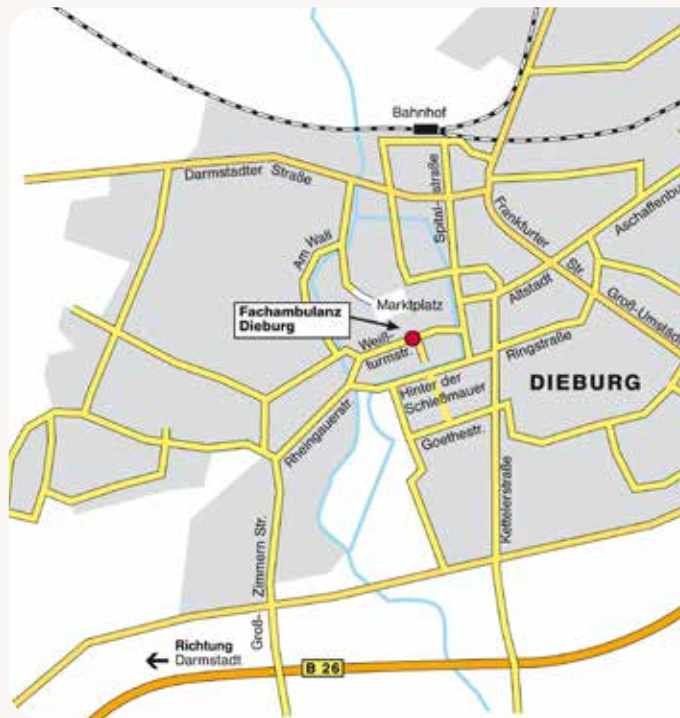 Bahnhof
Darmstadter Straße
Spital-
straße
Frankfurter
Str.
Aschaffenbu
Am Wall
Marktplatz
Altstadt
Groß-Umstäd
Fachambulanz
Dieburg
Weiß-
turmstr.
Ringstraße
Hinter der
Schießmauer
DIEBURG
Rheingauerstr.
Goethestr.
Kettelerstraße
Groß-
Zimmern Str.
Richtung
Darmstadt
B 26